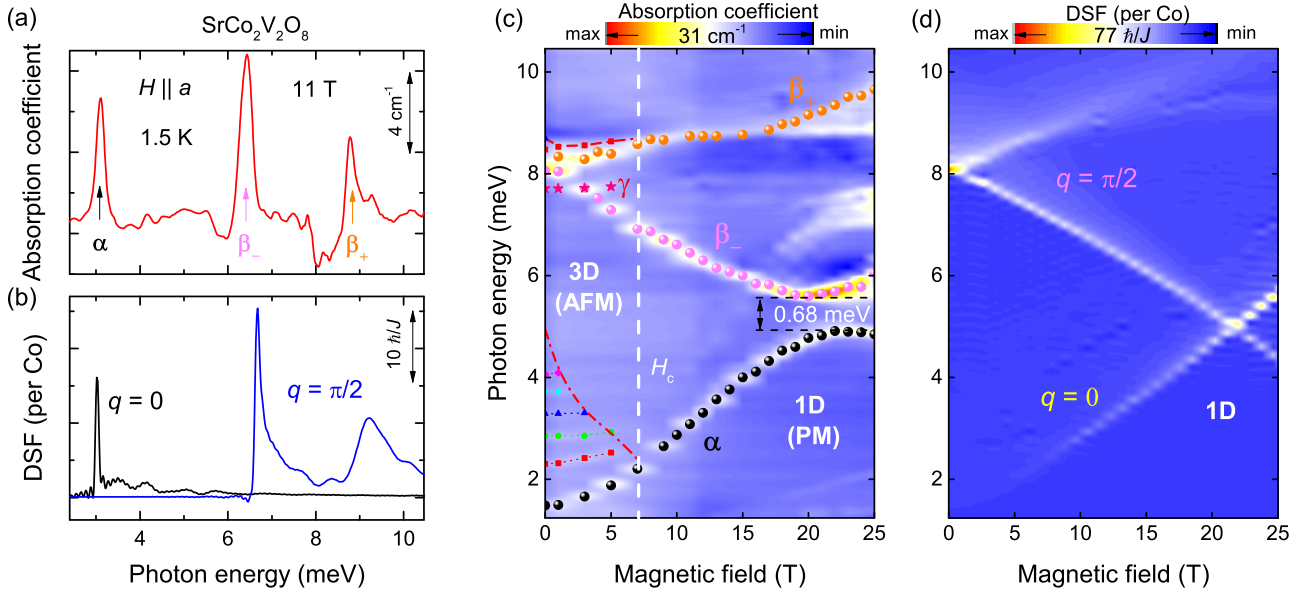 (a)
SrCo₂V₂O₈
Absorption coefficient
H || a
11 T
1.5 K
4 cm⁻¹
α
β₋
β₊
(b)
DSF (per Co)
10 ℏ/J
q = 0
q = π/2
4 6 8 10
Photon energy (meV)
(c)
Absorption coefficient
max 31 cm⁻¹ min
Photon energy (meV)
10
8
6
4
2
β₊
γ
β₋
3D
(AFM)
0.68 meV
H_c
α
1D
(PM)
0 5 10 15 20 25
Magnetic field (T)
(d)
DSF (per Co)
max 77 ℏ/J min
10
8
6
4
2
q = π/2
q = 0
1D
0 5 10 15 20 25
Magnetic field (T)